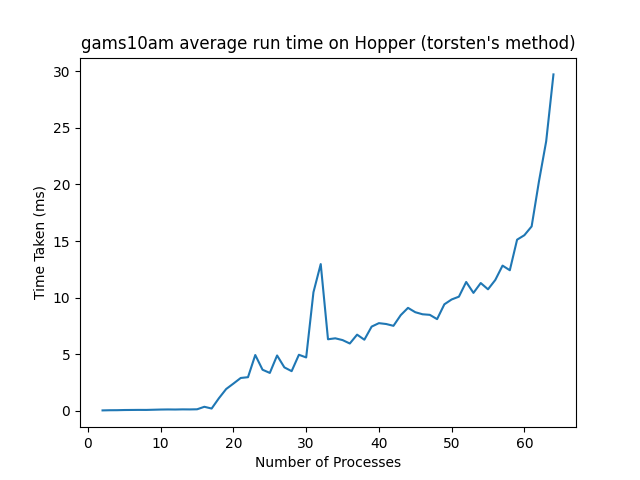 gams10am average run time on Hopper (torsten's method)
30
25
20
15
10
5
0
Time Taken (ms)
0 10 20 30 40 50 60
Number of Processes